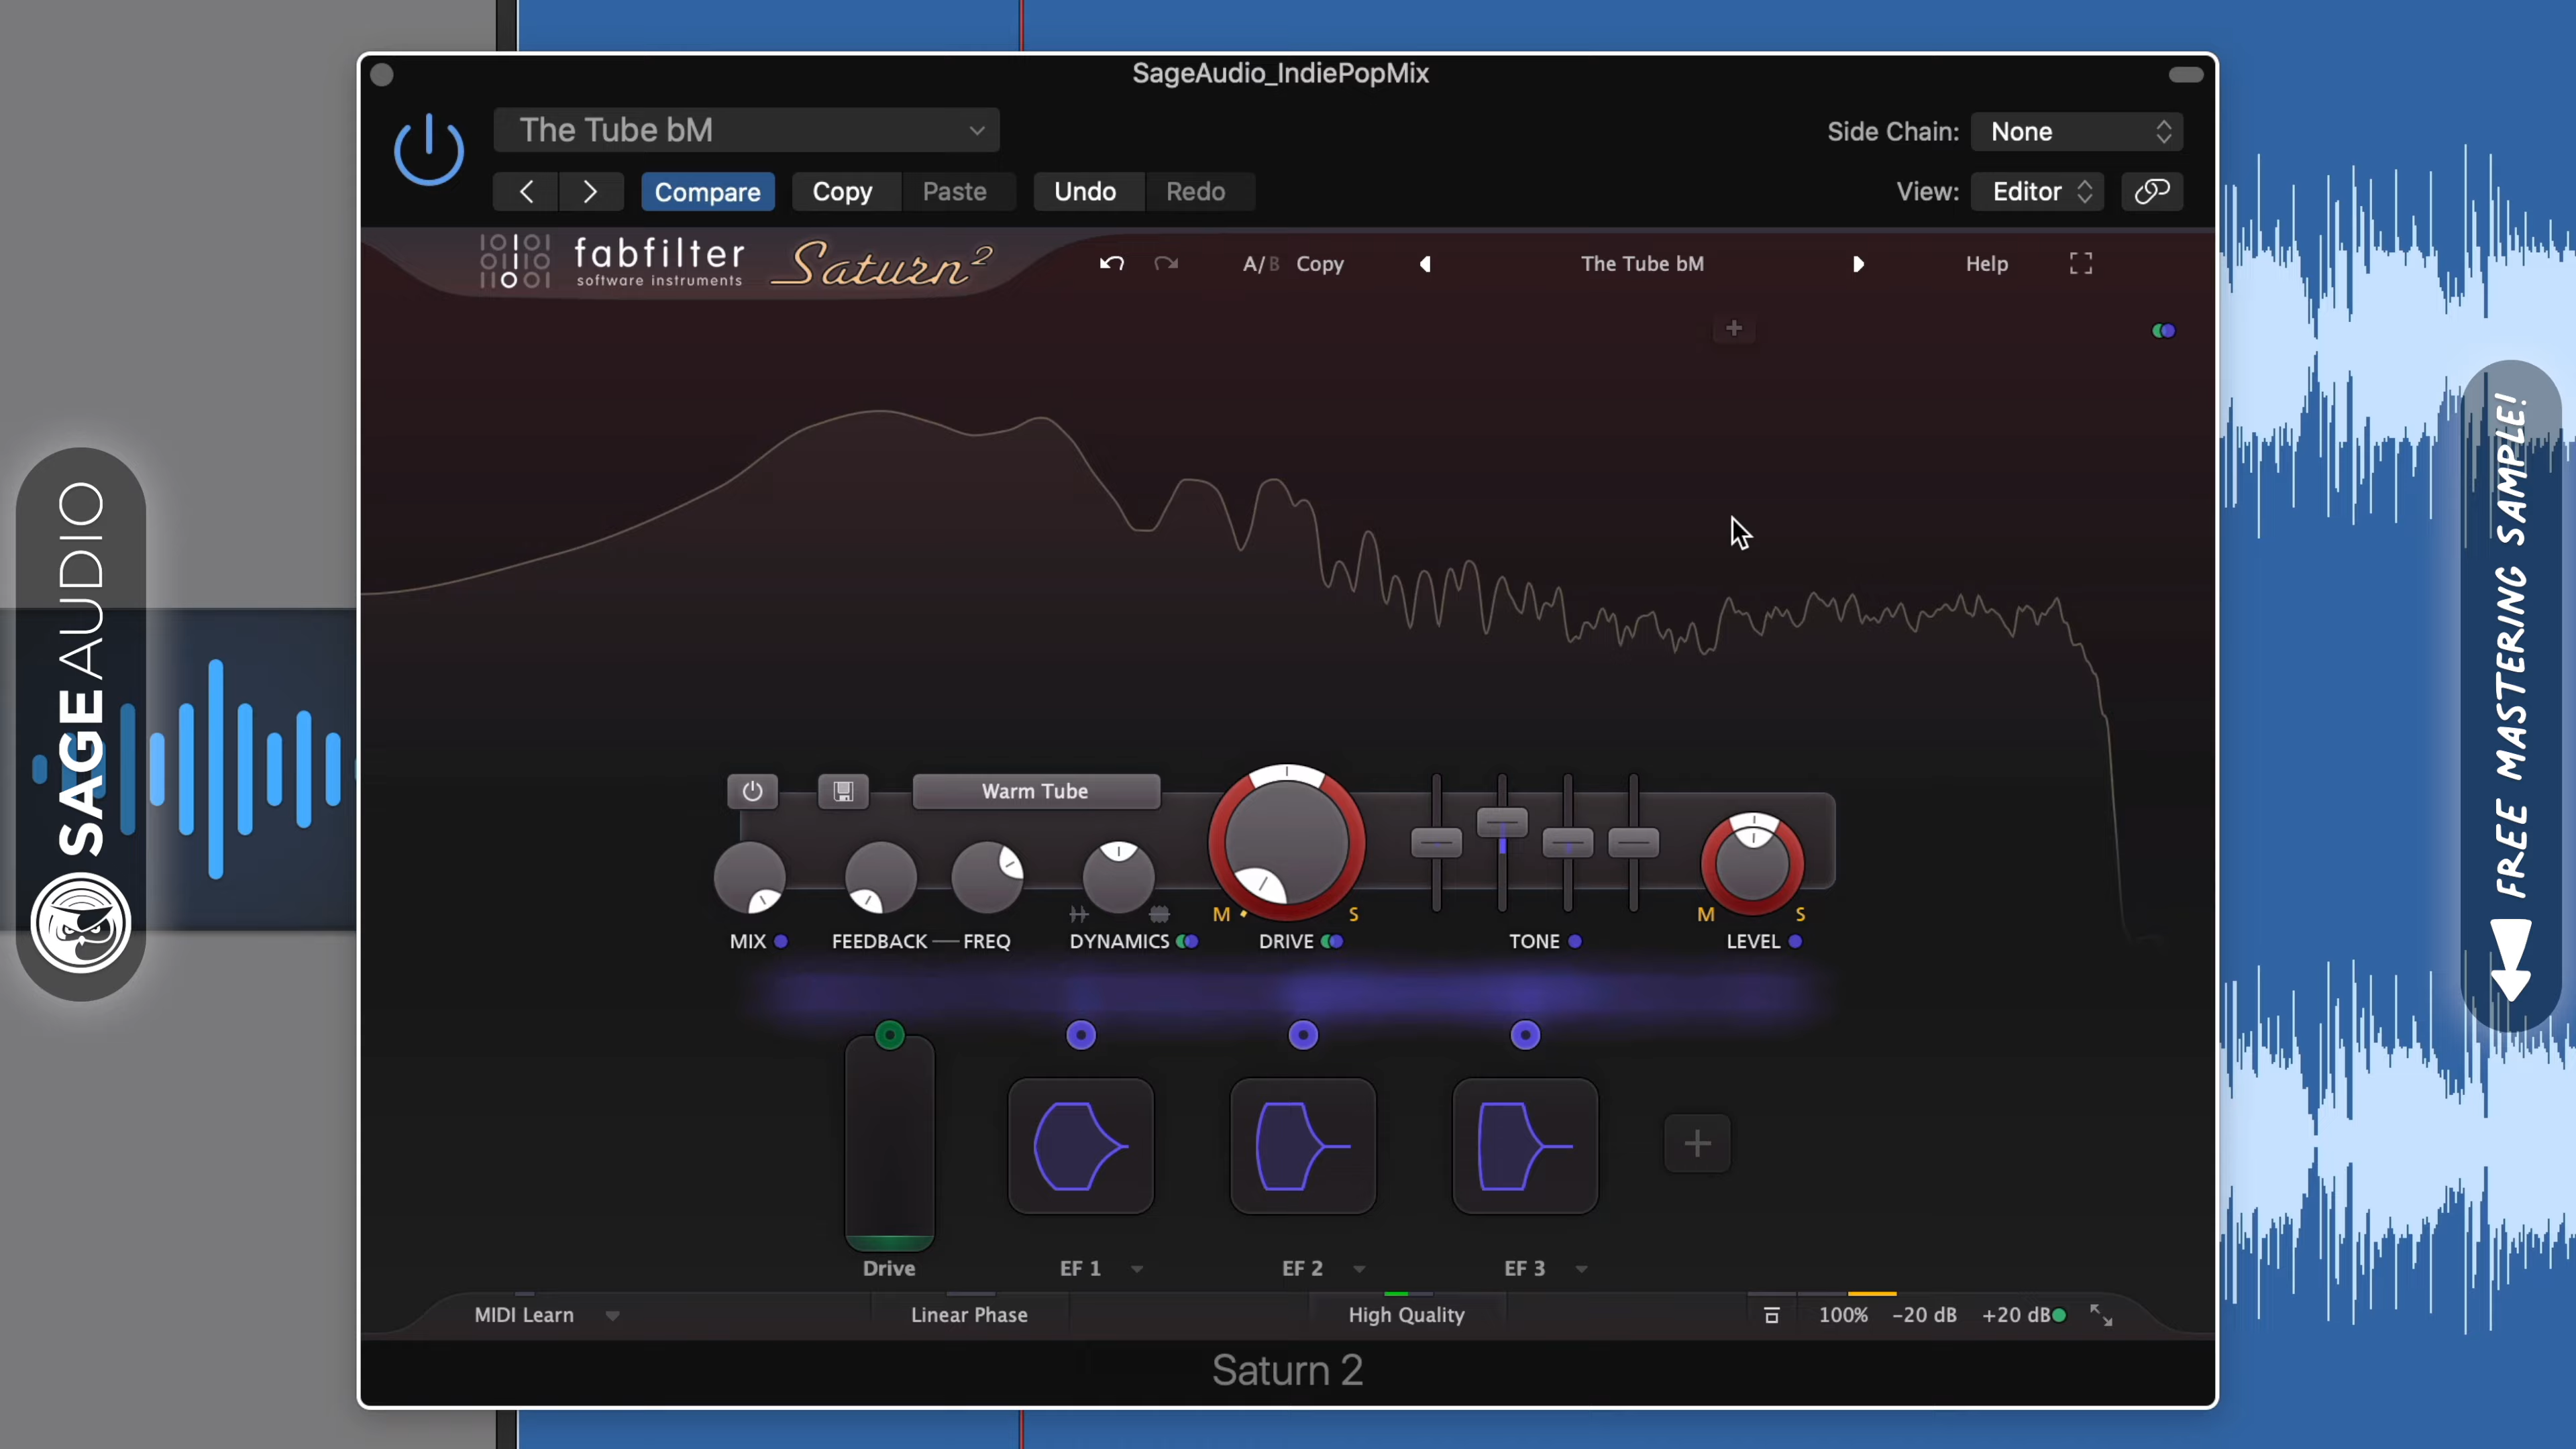 SageAudio_IndiePopMix
The Tube bM
Side Chain: None
Compare Copy Paste Undo Redo
View: Editor
fabfilter
software instruments
Saturn 2
A/B Copy
The Tube bM
Help
SAGEAUDIO
FREE MASTERING SAMPLE!
Warm Tube
M S
M S
MIX FEEDBACK FREQ DYNAMICS DRIVE TONE LEVEL
Drive EF 1 EF 2 EF 3
MIDI Learn Linear Phase High Quality 100% -20 dB +20 dB
Saturn 2